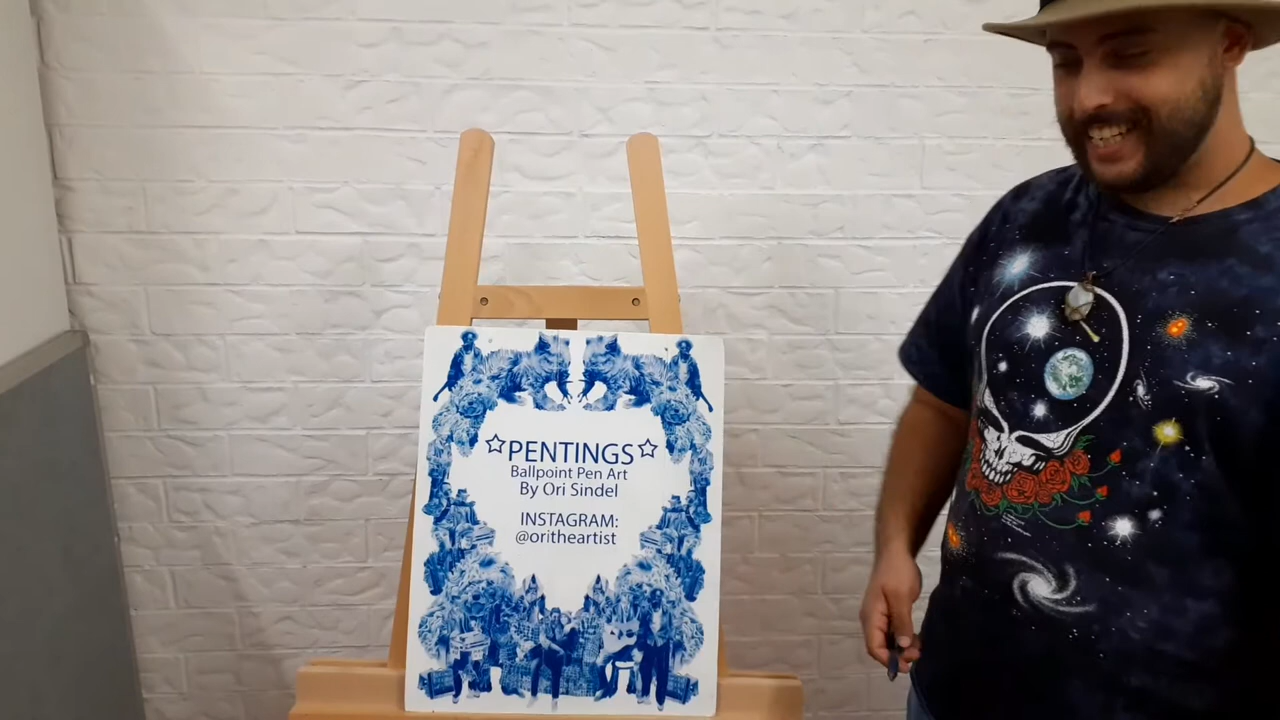 ☆PENTINGS☆
Ballpoint Pen Art
By Ori Sindel
INSTAGRAM:
@oritheartist